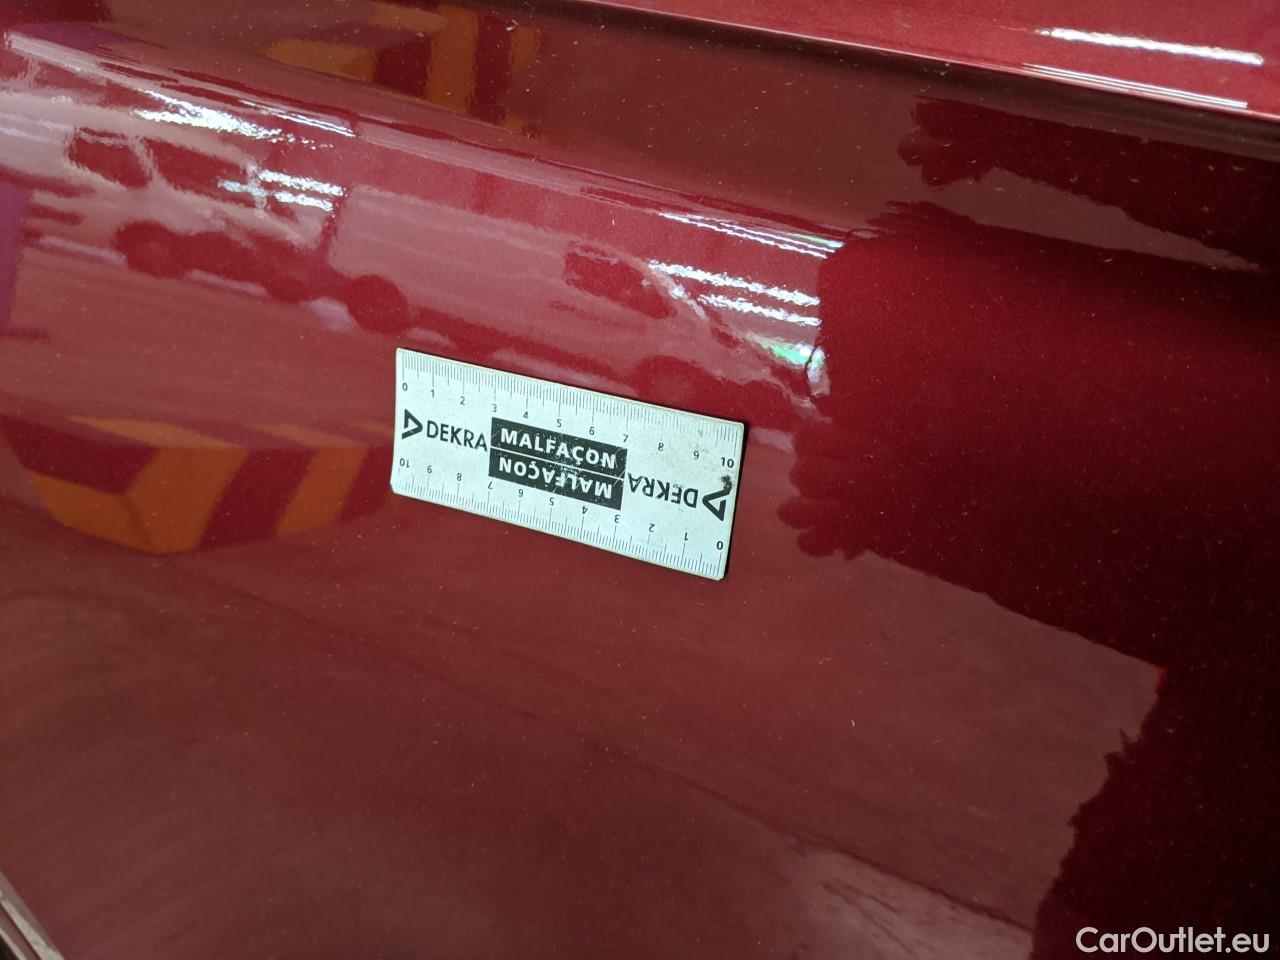 0 1 2 3 4 5 6 7 8 9 10
DEKRA MALFAÇON
MALFAÇON DEKRA
10 9 8 7 6 5 4 3 2 1 0
CarOutlet.eu